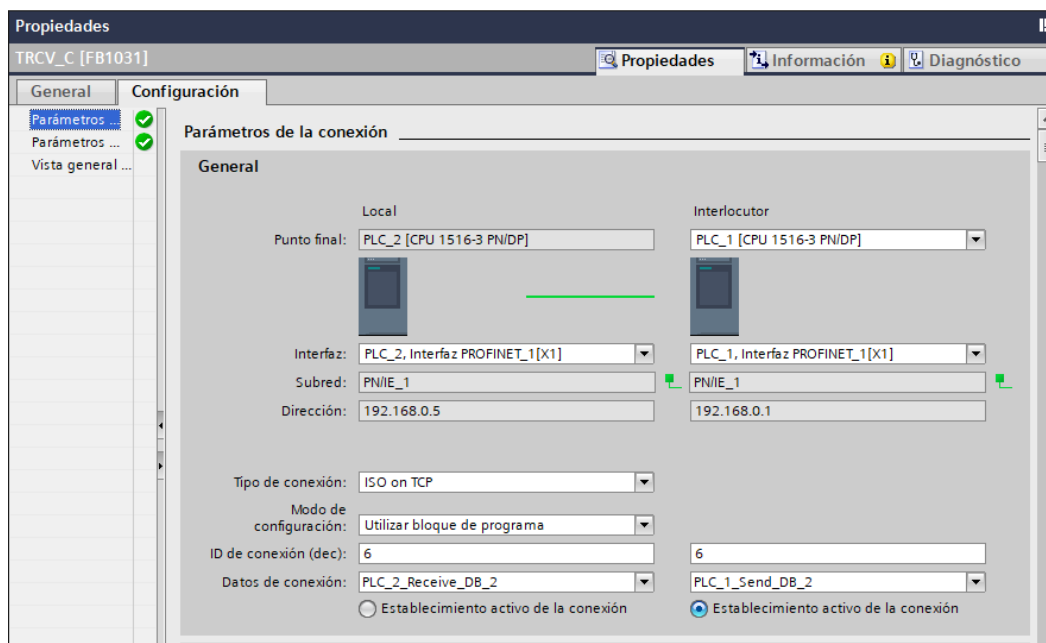 Propiedades
TRCV_C [FB1031]
Propiedades Información Diagnóstico
General Configuración
Parámetros ...
Parámetros ...
Vista general ...
Parámetros de la conexión
General
Local Interlocutor
Punto final: PLC_2 [CPU 1516-3 PN/DP] PLC_1 [CPU 1516-3 PN/DP]
Interfaz: PLC_2, Interfaz PROFINET_1[X1] PLC_1, Interfaz PROFINET_1[X1]
Subred: PN/IE_1 PN/IE_1
Dirección: 192.168.0.5 192.168.0.1
Tipo de conexión: ISO on TCP
Modo de
configuración: Utilizar bloque de programa
ID de conexión (dec): 6 6
Datos de conexión: PLC_2_Receive_DB_2 PLC_1_Send_DB_2
Establecimiento activo de la conexión Establecimiento activo de la conexión